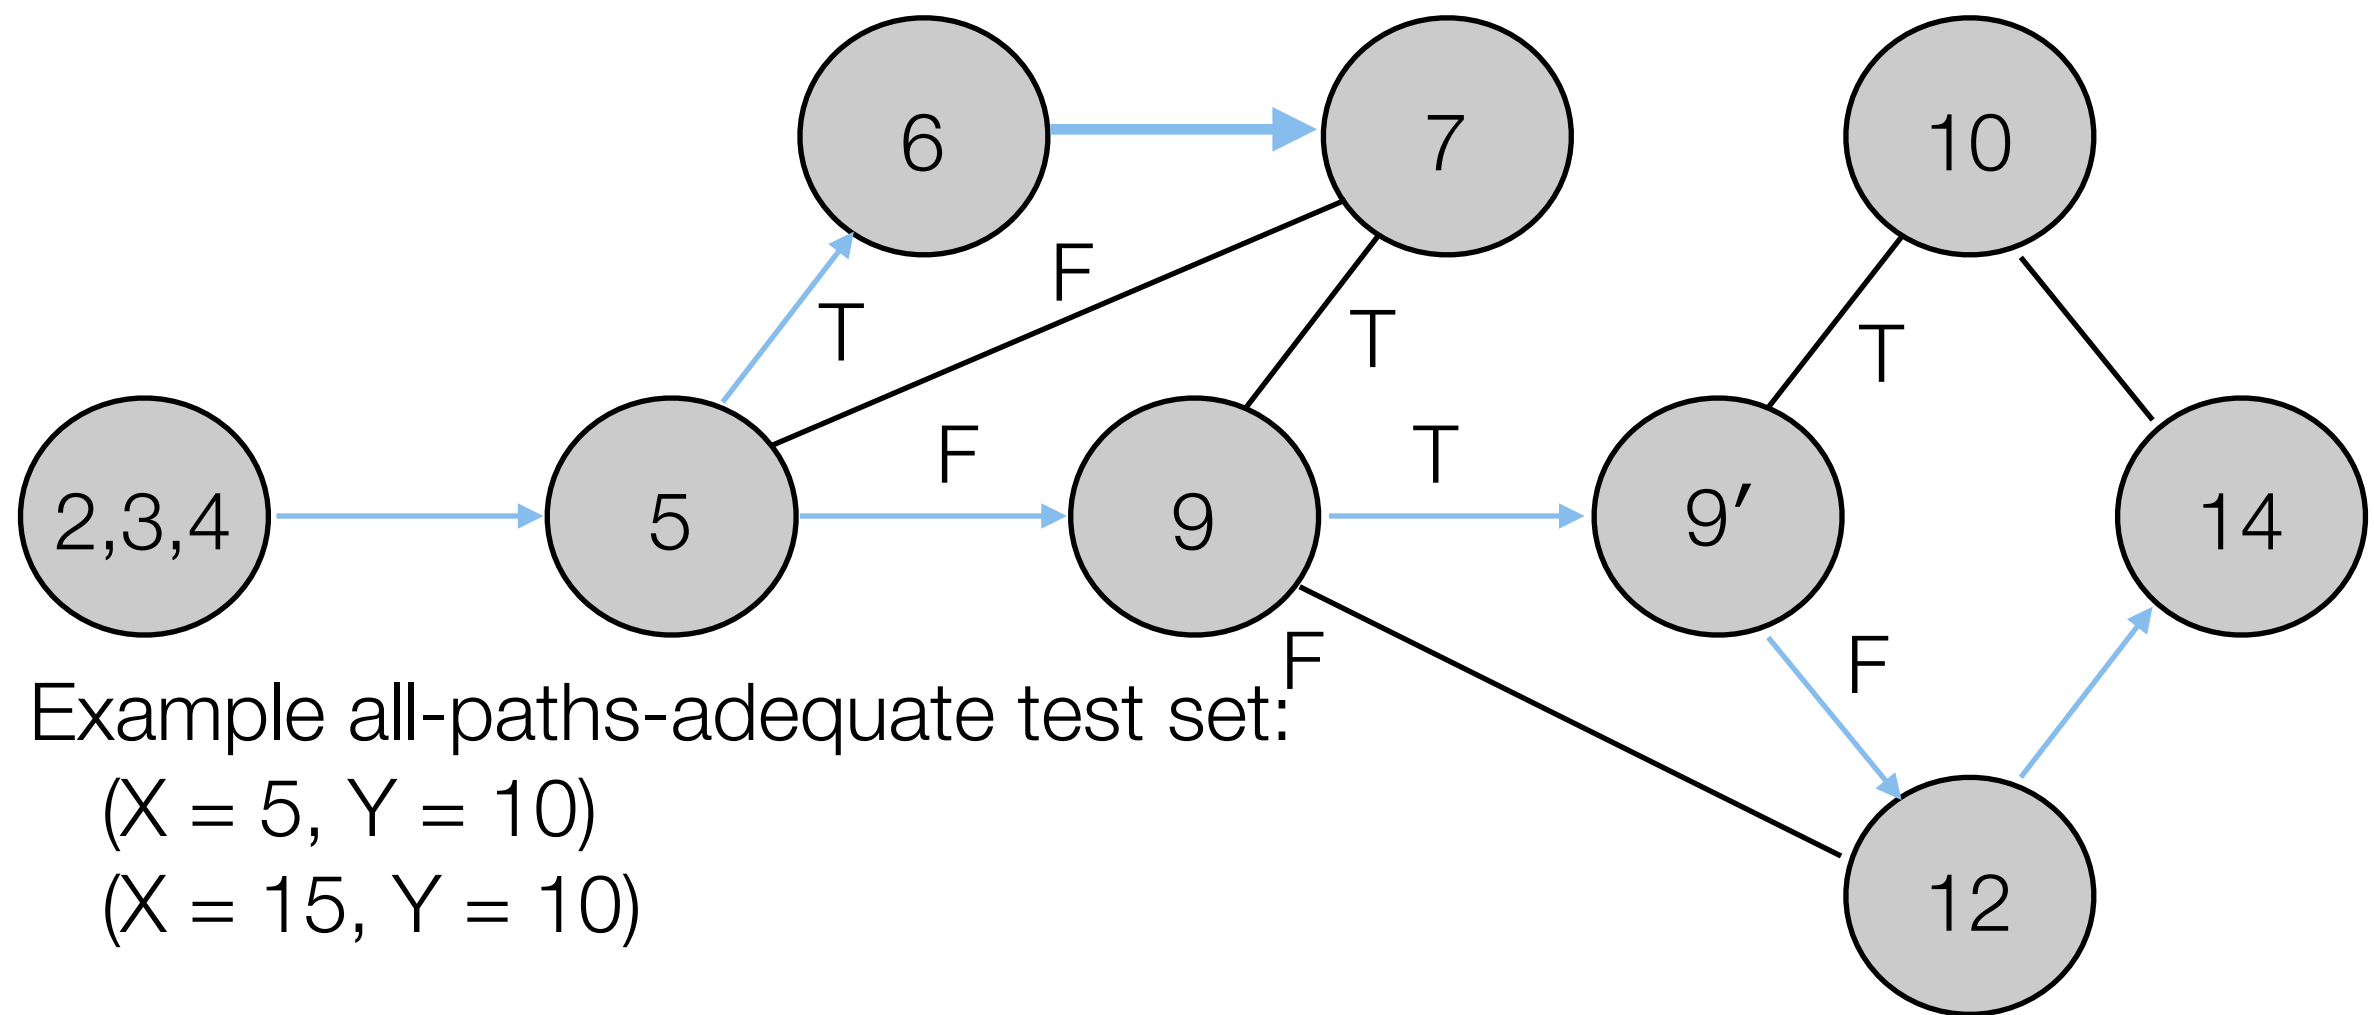 6
7
10
F
T
T
T
F
T
2,3,4
5
9
9′
14
F
F
Example all-paths-adequate test set:
(X = 5, Y = 10)
(X = 15, Y = 10)
12